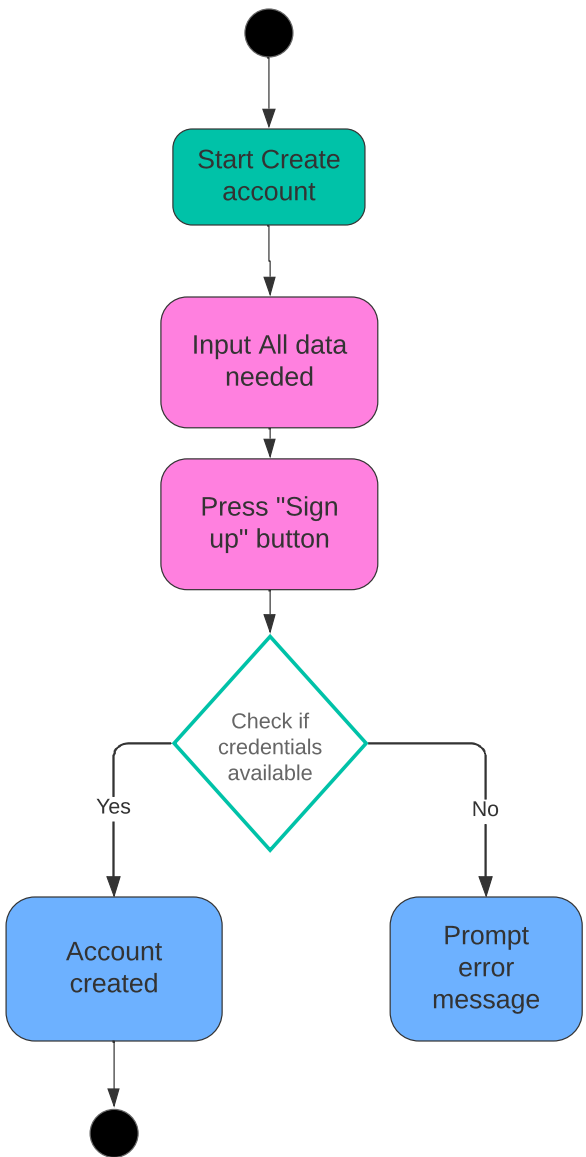 Start Create
account
Input All data
needed
Press "Sign
up" button
Check if
credentials
available
Yes
No
Account
created
Prompt
error
message